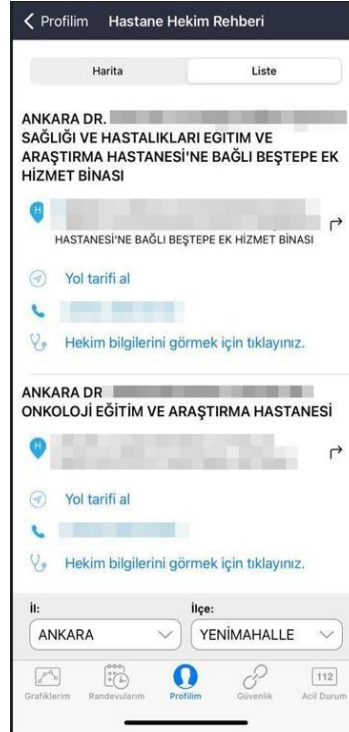 Profilim Hastane Hekim Rehberi
Harita Liste
ANKARA DR.
SAĞLIĞI VE HASTALIKLARI EGITIM VE
ARAŞTIRMA HASTANESİ'NE BAĞLI BEŞTEPE EK
HİZMET BİNASI
H
HASTANESİ'NE BAĞLI BEŞTEPE EK HİZMET BİNASI
Yol tarifi al
Hekim bilgilerini görmek için tıklayınız.
ANKARA DR
ONKOLOJİ EĞİTİM VE ARAŞTIRMA HASTANESİ
H
Yol tarifi al
Hekim bilgilerini görmek için tıklayınız.
İl: İlçe:
ANKARA YENİMAHALLE
112
Grafiklerim Randevularım Profilim Güvenlik Acil Durum